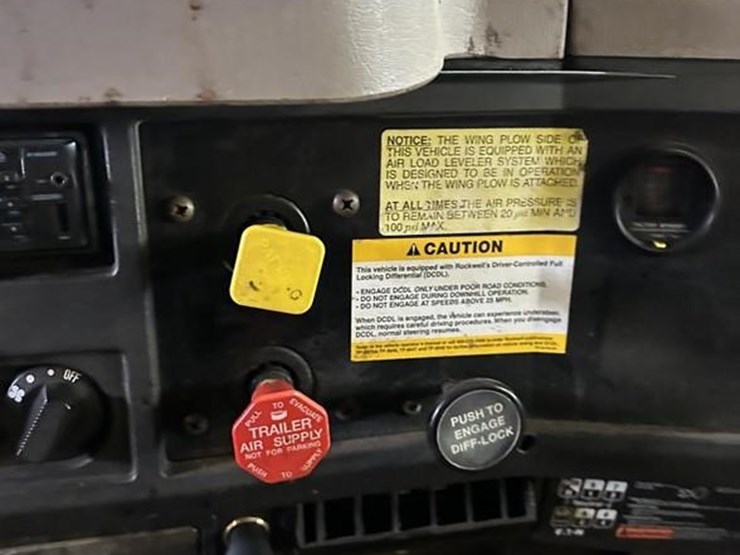 NOTICE: THE WING PLOW SIDE OF
THIS VEHICLE IS EQUIPPED WITH AN
AIR LOAD LEVELER SYSTEM WHICH
IS DESIGNED TO BE IN OPERATION
WHEN THE WING PLOW IS ATTACHED.
AT ALL TIMES THE AIR PRESSURE IS
TO REMAIN BETWEEN 20 psi MIN AND
100 psi MAX.
CAUTION
This vehicle is equipped with Rockwell's Driver-Controlled Full
Locking Differential (DCDL).
- ENGAGE DCDL ONLY UNDER POOR ROAD CONDITIONS.
- DO NOT ENGAGE DURING DOWNHILL OPERATION.
- DO NOT ENGAGE AT SPEEDS ABOVE 25 MPH.
When DCDL is engaged, the vehicle can experience understeer,
which requires careful driving procedures. When you disengage
DCDL, normal steering resumes.
OFF
PULL TO EVACUATE
TRAILER
AIR SUPPLY
NOT FOR PARKING
PUSH TO SUPPLY
PUSH TO
ENGAGE
DIFF-LOCK